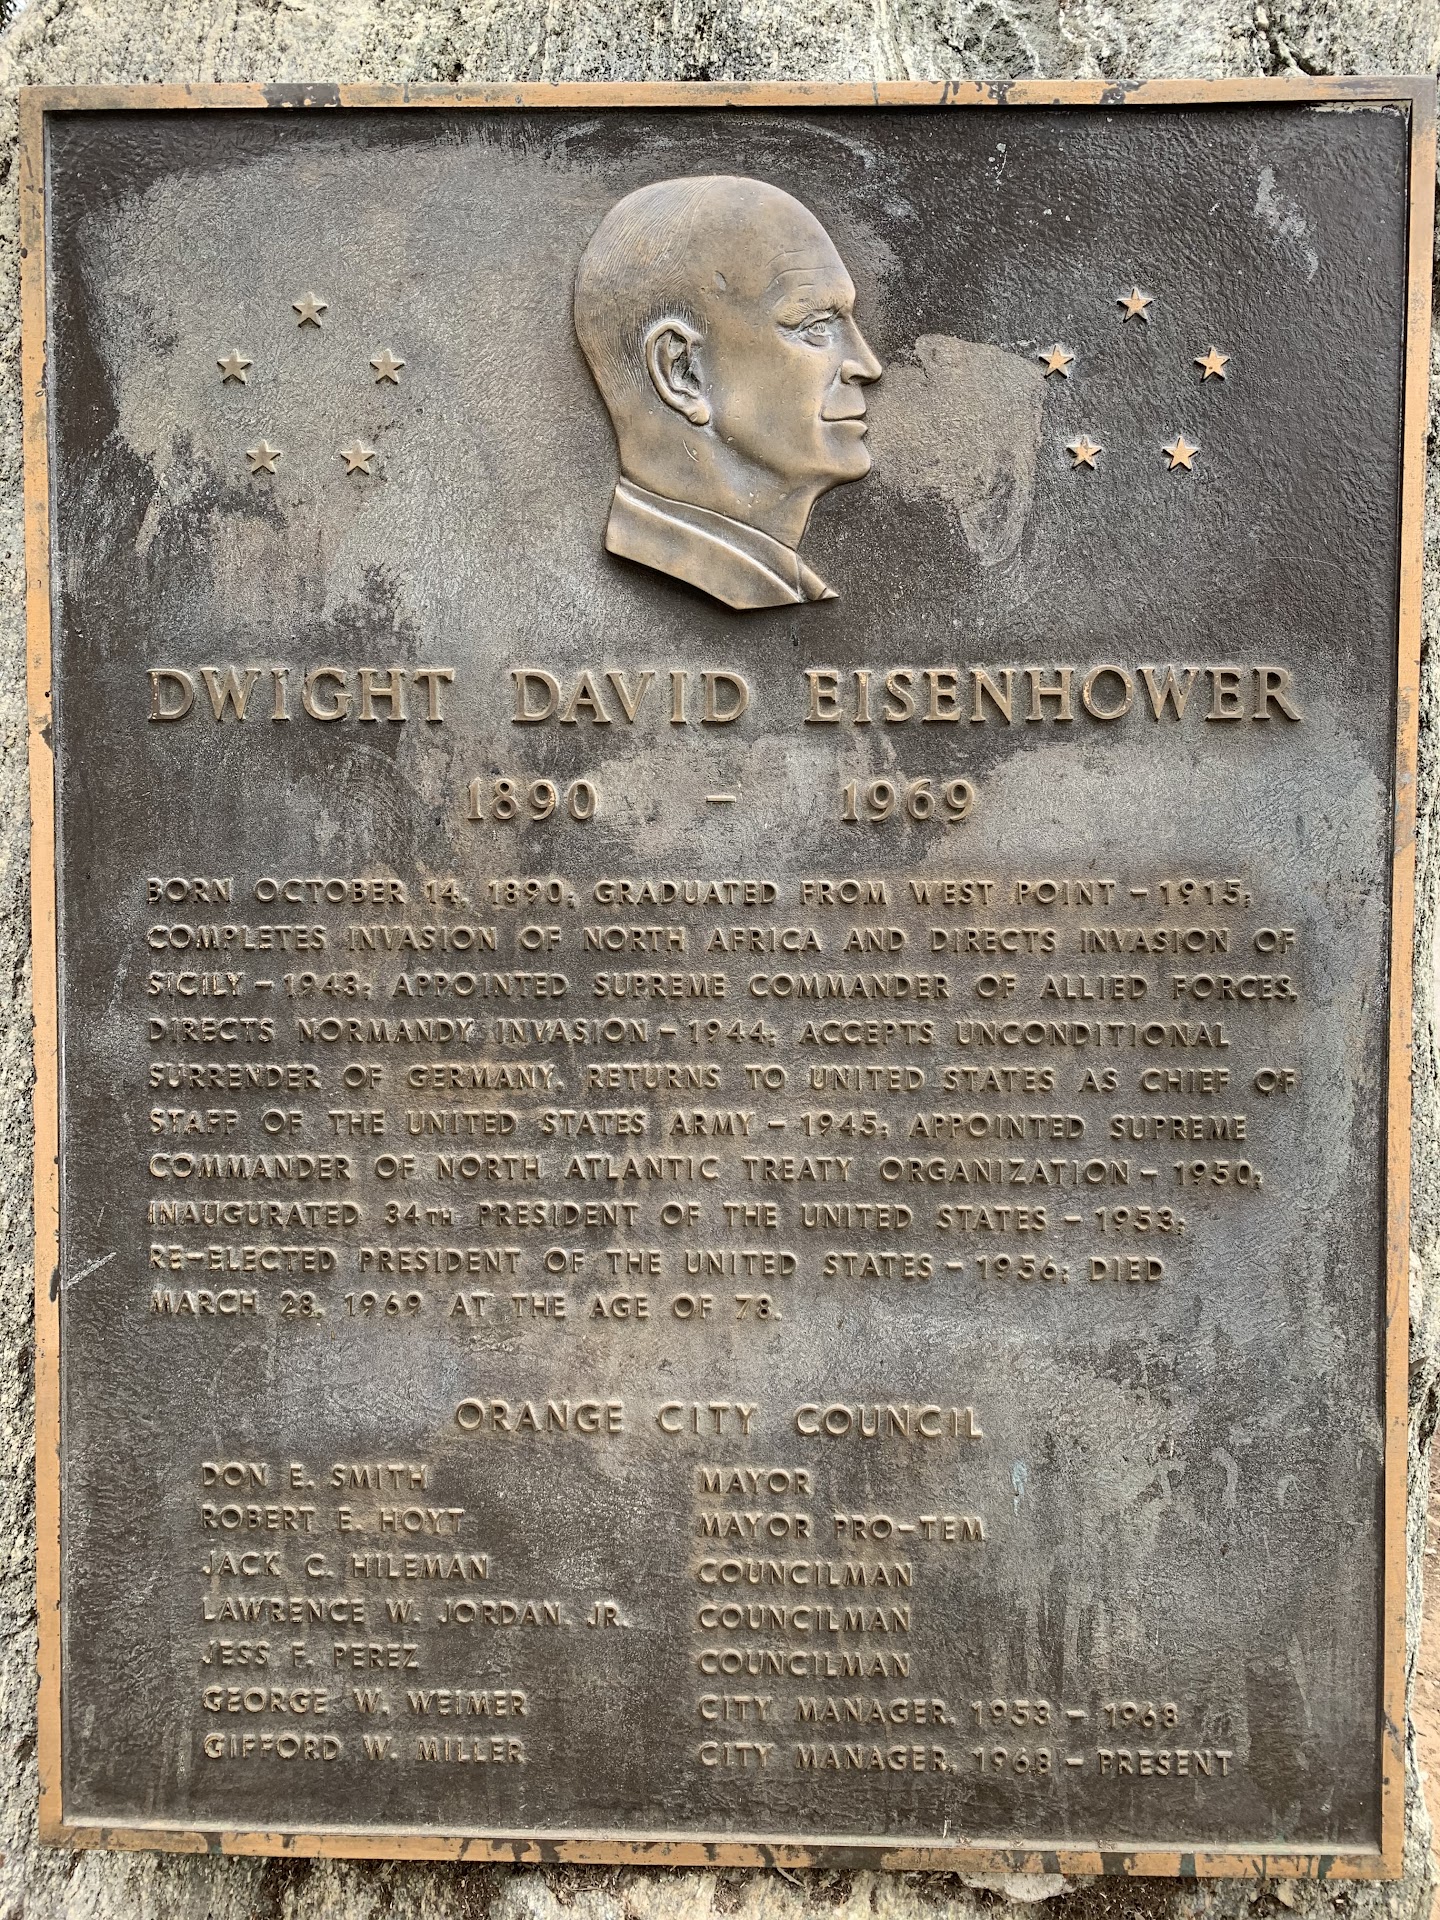 DWIGHT DAVID EISENHOWER
1890 - 1969
BORN OCTOBER 14, 1890; GRADUATED FROM WEST POINT - 1915;
COMPLETES INVASION OF NORTH AFRICA AND DIRECTS INVASION OF
SICILY - 1943; APPOINTED SUPREME COMMANDER OF ALLIED FORCES,
DIRECTS NORMANDY INVASION - 1944; ACCEPTS UNCONDITIONAL
SURRENDER OF GERMANY, RETURNS TO UNITED STATES AS CHIEF OF
STAFF OF THE UNITED STATES ARMY - 1945; APPOINTED SUPREME
COMMANDER OF NORTH ATLANTIC TREATY ORGANIZATION - 1950;
INAUGURATED 34TH PRESIDENT OF THE UNITED STATES - 1953;
RE-ELECTED PRESIDENT OF THE UNITED STATES - 1956; DIED
MARCH 28, 1969 AT THE AGE OF 78.
ORANGE CITY COUNCIL
DON E. SMITH MAYOR
ROBERT E. HOYT MAYOR PRO-TEM
JACK C. HILEMAN COUNCILMAN
LAWRENCE W. JORDAN, JR. COUNCILMAN
JESS F. PEREZ COUNCILMAN
GEORGE W. WEIMER CITY MANAGER, 1953 - 1968
GIFFORD W. MILLER CITY MANAGER, 1968 - PRESENT